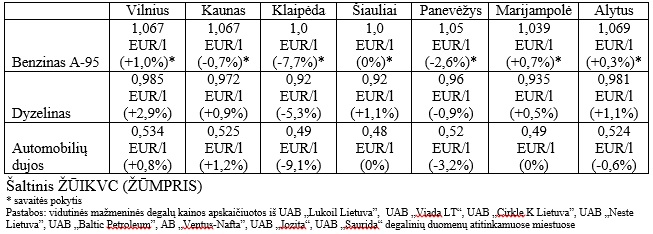 Vilnius Kaunas Klaipėda Šiauliai Panevėžys Marijampolė Alytus
1,067 1,067 1,0 1,0 1,05 1,039 1,069
EUR/l EUR/l EUR/l EUR/l EUR/l EUR/l EUR/l
Benzinas A-95 (+1,0%)* (-0,7%)* (-7,7%)* (0%)* (-2,6%)* (+0,7%)* (+0,3%)*
0,985 0,972 0,92 0,92 0,96 0,935 0,981
EUR/l EUR/l EUR/l EUR/l EUR/l EUR/l EUR/l
Dyzelinas (+2,9%) (+0,9%) (-5,3%) (+1,1%) (-0,9%) (+0,5%) (+1,1%)
0,534 0,525 0,49 0,48 0,52 0,49 0,524
Automobilių EUR/l EUR/l EUR/l EUR/l EUR/l EUR/l EUR/l
dujos (+0,8%) (+1,2%) (-9,1%) (0%) (-3,2%) (0%) (-0,6%)
Šaltinis ŽŪIKVC (ŽŪMPRIS)
* savaitės pokytis
Pastabos: vidutinės mažmeninės degalų kainos apskaičiuotos iš UAB „Lukoil Lietuva", UAB „Viada LT“, UAB „Cirkle K Lietuva”, UAB „Neste
Lietuva”, UAB „Baltic Petroleum”, AB „Ventus-Nafta”, UAB „Jozita”, UAB „Saurida” degalinių duomenų atitinkamuose miestuose